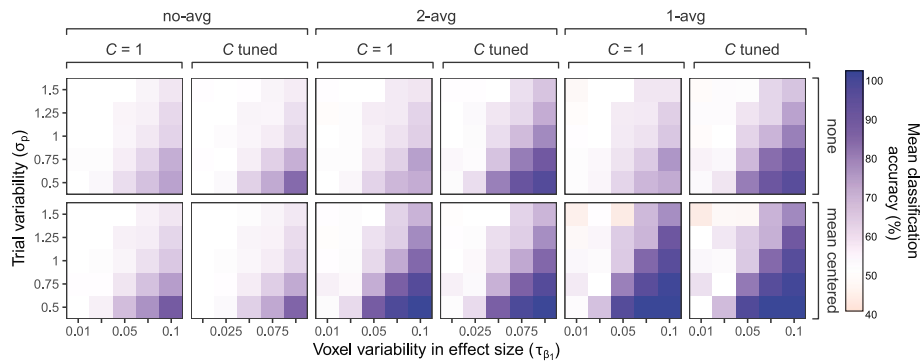 no-avg 2-avg 1-avg
C = 1 C tuned C = 1 C tuned C = 1 C tuned
Trial variability (σp)
1.5
1.25
1
0.75
0.5
none
1.5
1.25
1
0.75
0.5
mean centered
0.01 0.05 0.1 0.025 0.075 0.01 0.05 0.1 0.025 0.075 0.01 0.05 0.1 0.025 0.075
Voxel variability in effect size (τβ1)
100
90
80
70
60
50
40
Mean classification
accuracy (%)